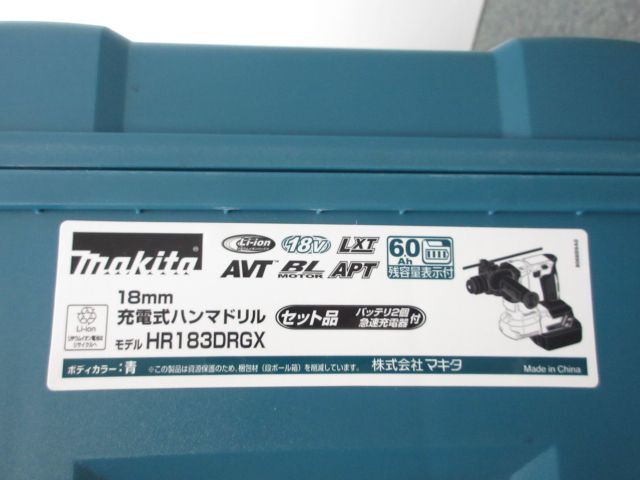 makita
Li-ion 18V LXT 60 Ah
AVT BL MOTOR APT 残容量表示付
18mm
充電式ハンマドリル
モデル HR183DRGX
セット品 バッテリ2個 急速充電器 付
Li-ion
リチウムイオン電池は
リサイクルへ
ボディカラー:青 ※この製品は資源保護のため、梱包材(段ボール箱)を削減しています。 株式会社マキタ Made in China